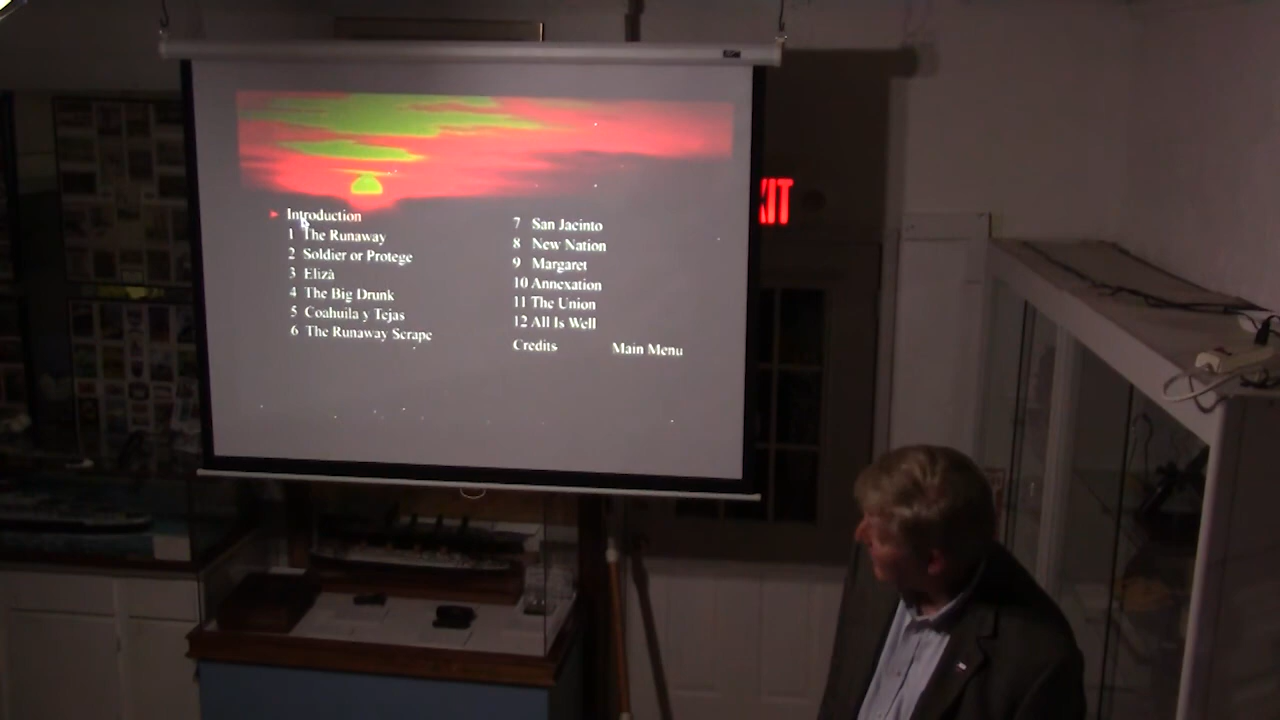 Introduction
1 The Runaway
2 Soldier or Protege
3 Eliza
4 The Big Drunk
5 Coahuila y Tejas
6 The Runaway Scrape
7 San Jacinto
8 New Nation
9 Margaret
10 Annexation
11 The Union
12 All Is Well
Credits
Main Menu
XIT